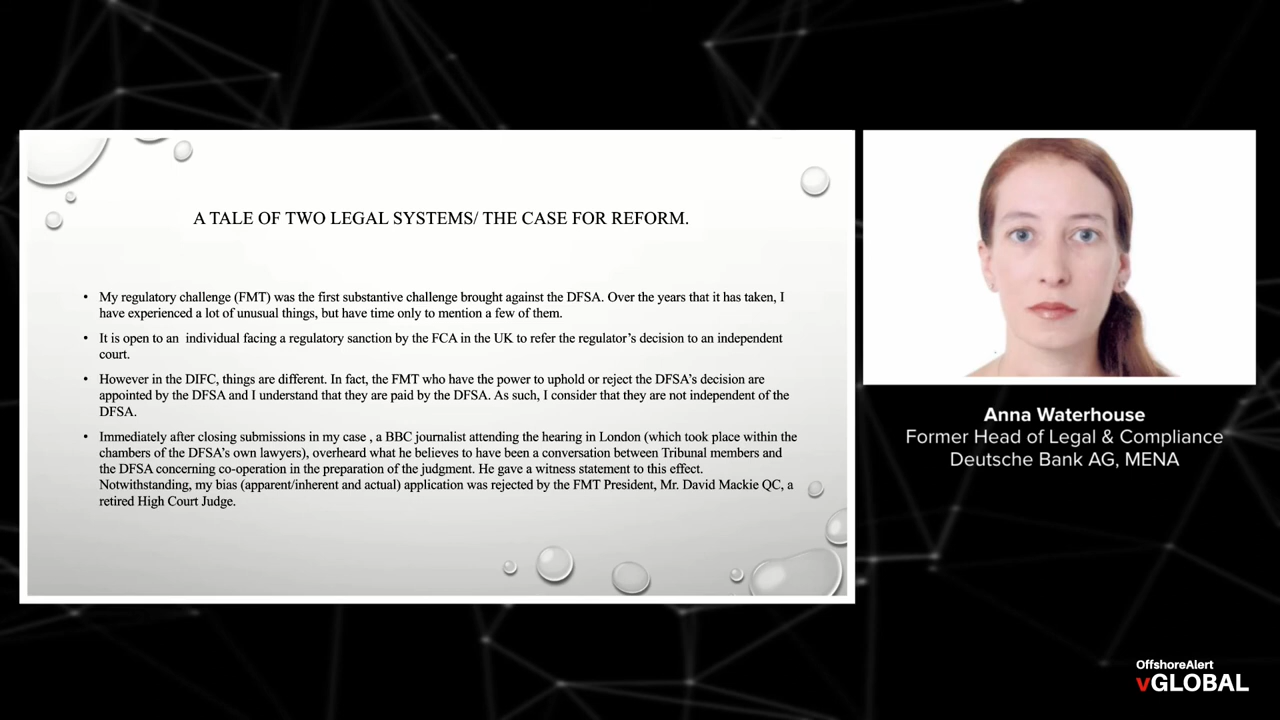 A TALE OF TWO LEGAL SYSTEMS/ THE CASE FOR REFORM.
• My regulatory challenge (FMT) was the first substantive challenge brought against the DFSA. Over the years that it has taken, I
have experienced a lot of unusual things, but have time only to mention a few of them.
• It is open to an individual facing a regulatory sanction by the FCA in the UK to refer the regulator’s decision to an independent
court.
• However in the DIFC, things are different. In fact, the FMT who have the power to uphold or reject the DFSA’s decision are
appointed by the DFSA and I understand that they are paid by the DFSA. As such, I consider that they are not independent of the
DFSA.
• Immediately after closing submissions in my case , a BBC journalist attending the hearing in London (which took place within the
chambers of the DFSA’s own lawyers), overheard what he believes to have been a conversation between Tribunal members and
the DFSA concerning co-operation in the preparation of the judgment. He gave a witness statement to this effect.
Notwithstanding, my bias (apparent/inherent and actual) application was rejected by the FMT President, Mr. David Mackie QC, a
retired High Court Judge.
Anna Waterhouse
Former Head of Legal & Compliance
Deutsche Bank AG, MENA
OffshoreAlert
vGLOBAL